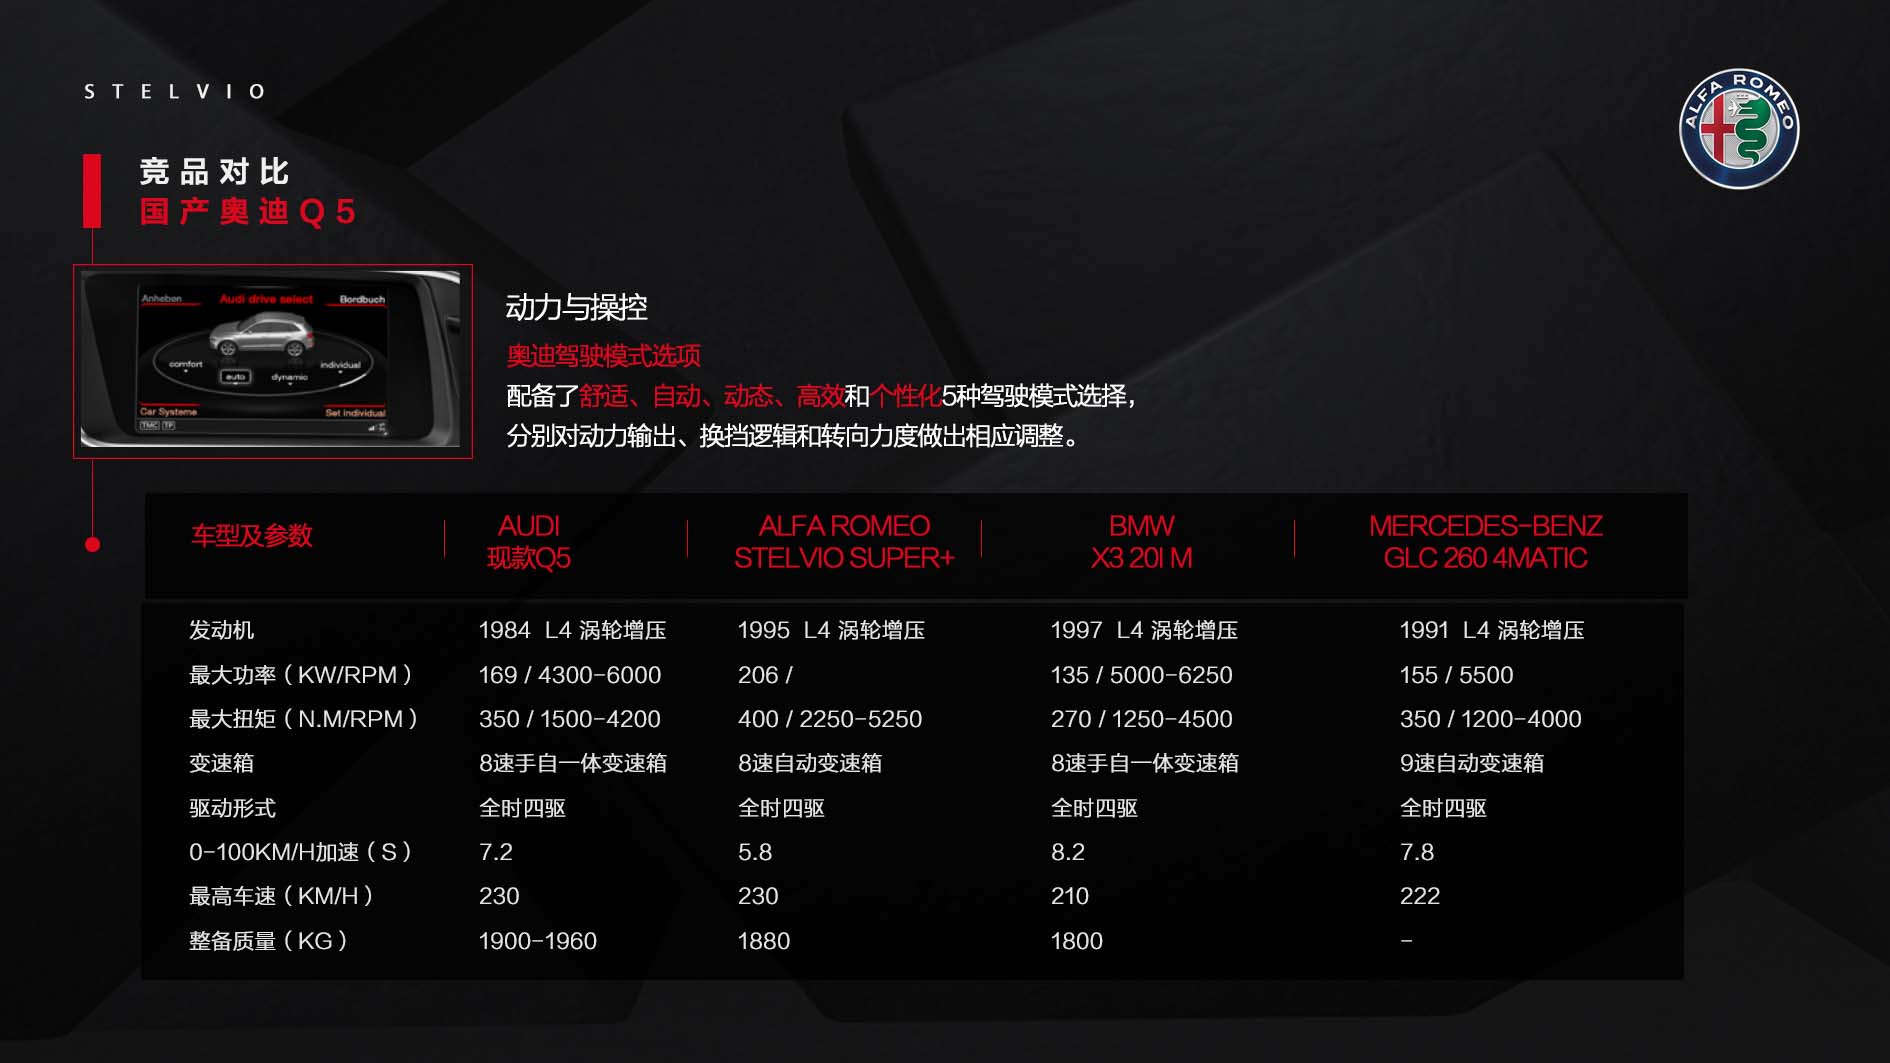 STELVIO
ALFA ROMEO
竞品对比
国产奥迪Q5
Anheben Audi drive select Bordbuch
comfort auto dynamic individual
Car Systeme Set individual
TMC TP
动力与操控
奥迪驾驶模式选项
配备了舒适、自动、动态、高效和个性化5种驾驶模式选择，
分别对动力输出、换挡逻辑和转向力度做出相应调整。
车型及参数 AUDI 现款Q5 ALFA ROMEO STELVIO SUPER+ BMW X3 20I M MERCEDES-BENZ GLC 260 4MATIC
发动机 1984 L4 涡轮增压 1995 L4 涡轮增压 1997 L4 涡轮增压 1991 L4 涡轮增压
最大功率（KW/RPM） 169 / 4300-6000 206 / 135 / 5000-6250 155 / 5500
最大扭矩（N.M/RPM） 350 / 1500-4200 400 / 2250-5250 270 / 1250-4500 350 / 1200-4000
变速箱 8速手自一体变速箱 8速自动变速箱 8速手自一体变速箱 9速自动变速箱
驱动形式 全时四驱 全时四驱 全时四驱 全时四驱
0-100KM/H加速（S） 7.2 5.8 8.2 7.8
最高车速（KM/H） 230 230 210 222
整备质量（KG） 1900-1960 1880 1800 -